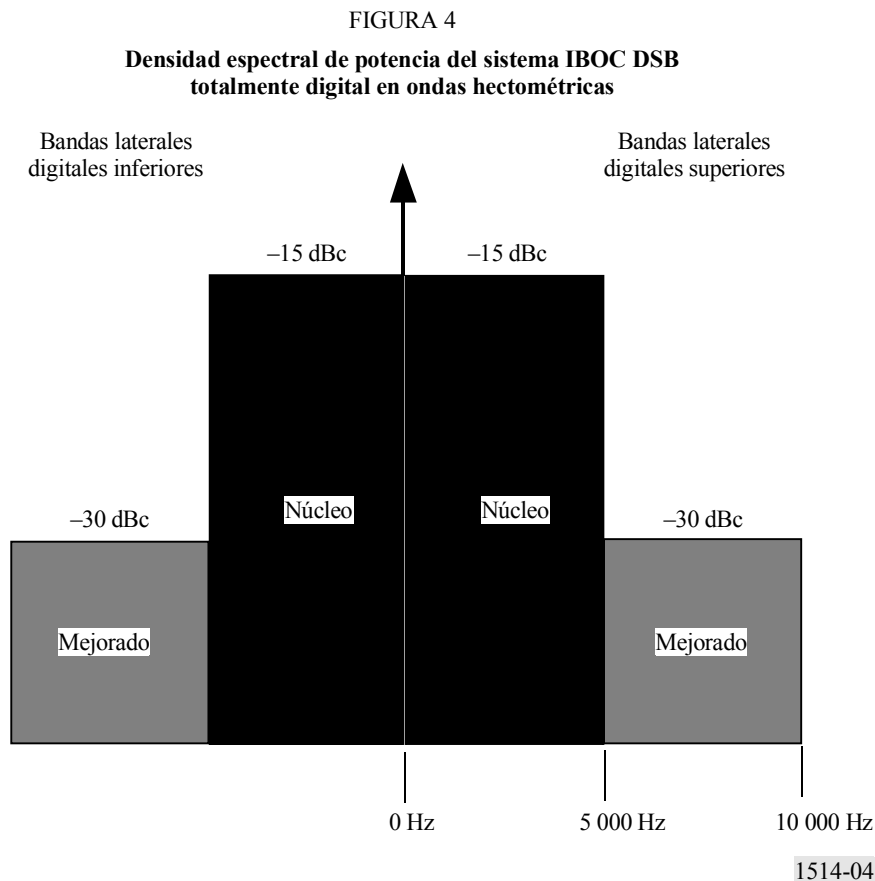 FIGURA 4
Densidad espectral de potencia del sistema IBOC DSB
totalmente digital en ondas hectométricas
Bandas laterales
digitales inferiores
Bandas laterales
digitales superiores
–15 dBc
–15 dBc
Núcleo
Núcleo
–30 dBc
–30 dBc
Mejorado
Mejorado
0 Hz
5 000 Hz
10 000 Hz
1514-04